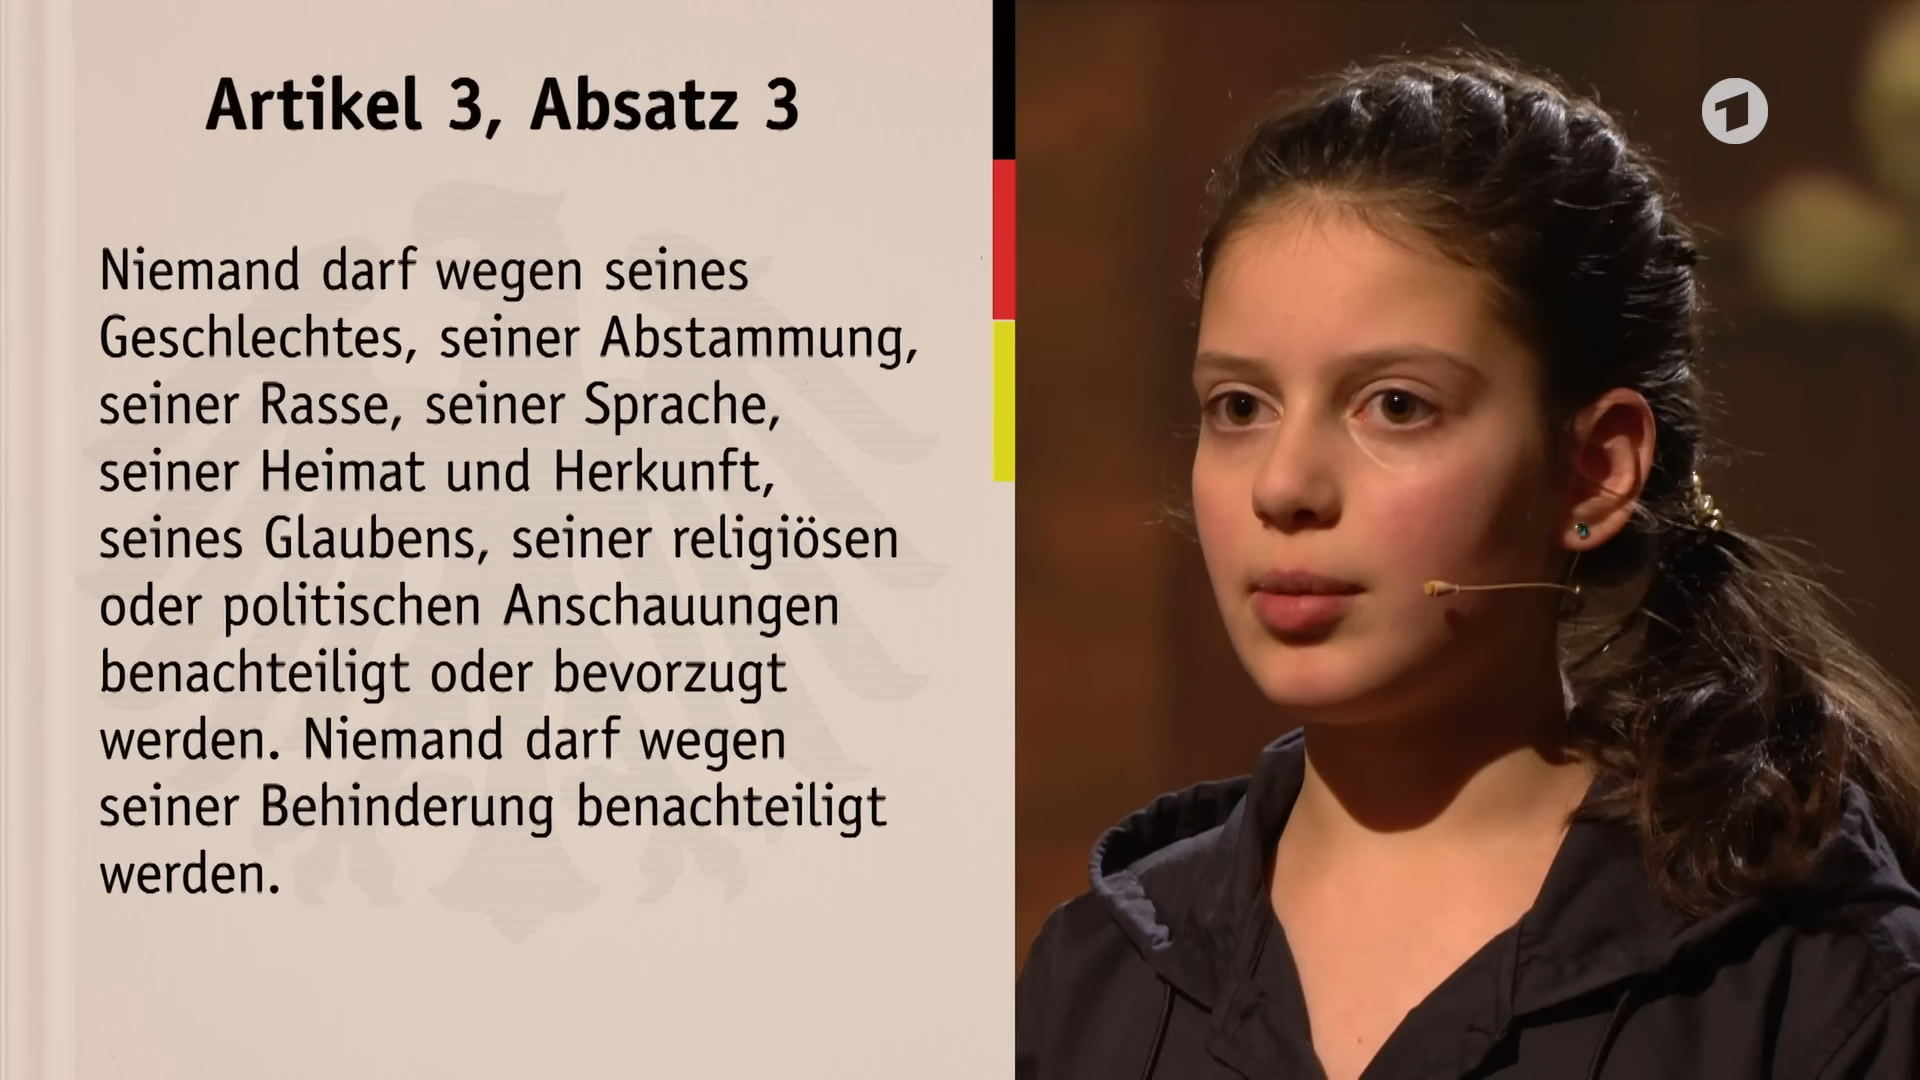 Artikel 3, Absatz 3
Niemand darf wegen seines
Geschlechtes, seiner Abstammung,
seiner Rasse, seiner Sprache,
seiner Heimat und Herkunft,
seines Glaubens, seiner religiösen
oder politischen Anschauungen
benachteiligt oder bevorzugt
werden. Niemand darf wegen
seiner Behinderung benachteiligt
werden.
1